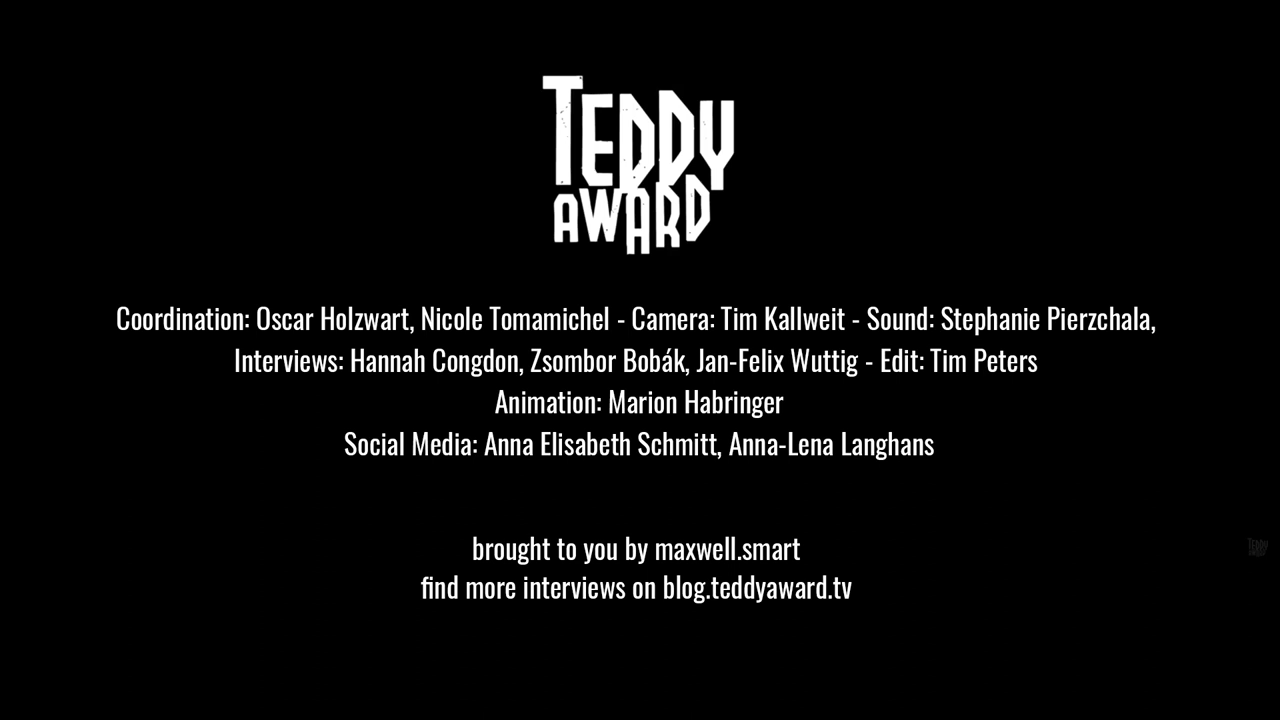 TEDDY
AWARD
Coordination: Oscar Holzwart, Nicole Tomamichel - Camera: Tim Kallweit - Sound: Stephanie Pierzchala,
Interviews: Hannah Congdon, Zsombor Bobák, Jan-Felix Wuttig - Edit: Tim Peters
Animation: Marion Habringer
Social Media: Anna Elisabeth Schmitt, Anna-Lena Langhans
brought to you by maxwell.smart
find more interviews on blog.teddyaward.tv
TEDDY
AWARD